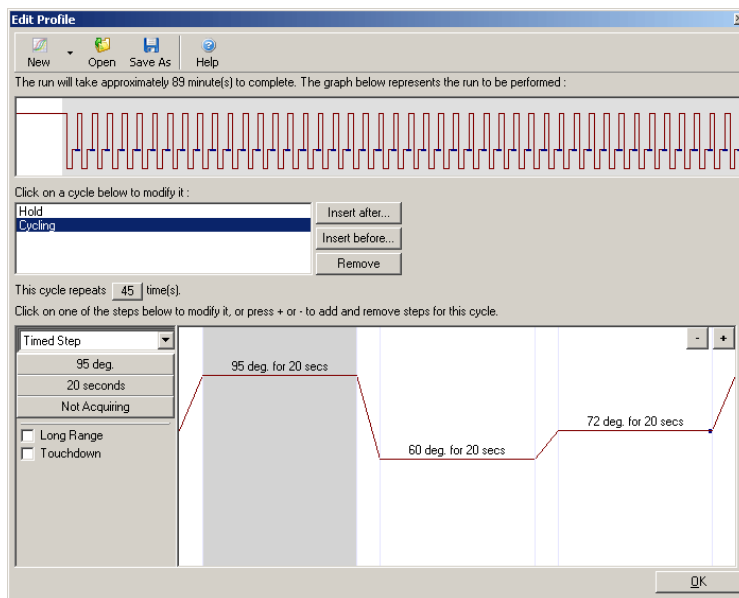 Edit Profile
New Open Save As Help
The run will take approximately 89 minute(s) to complete. The graph below represents the run to be performed :
Click on a cycle below to modify it :
Hold
Cycling
Insert after...
Insert before...
Remove
This cycle repeats 45 time(s).
Click on one of the steps below to modify it, or press + or - to add and remove steps for this cycle.
Timed Step
95 deg.
20 seconds
Not Acquiring
Long Range
Touchdown
95 deg. for 20 secs
60 deg. for 20 secs
72 deg. for 20 secs
- +
OK